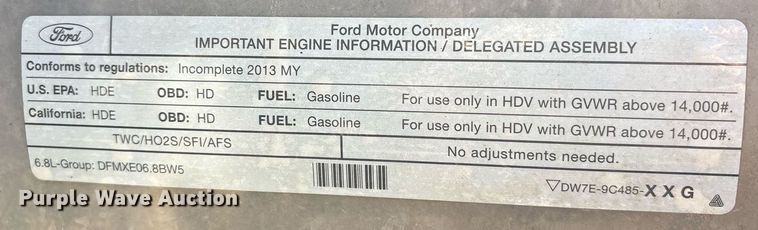 Ford
Ford Motor Company
IMPORTANT ENGINE INFORMATION / DELEGATED ASSEMBLY
Conforms to regulations: Incomplete 2013 MY
U.S. EPA: HDE OBD: HD FUEL: Gasoline For use only in HDV with GVWR above 14,000#.
California: HDE OBD: HD FUEL: Gasoline For use only in HDV with GVWR above 14,000#.
TWC/HO2S/SFI/AFS No adjustments needed.
6.8L-Group: DFMXE06.8BW5
▽DW7E-9C485-X X G
Purple Wave Auction